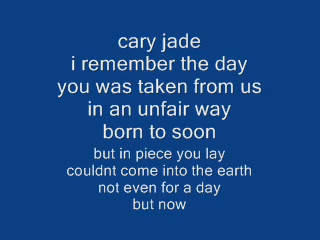 cary jade
i remember the day
you was taken from us
in an unfair way
born to soon
but in piece you lay
couldnt come into the earth
not even for a day
but now